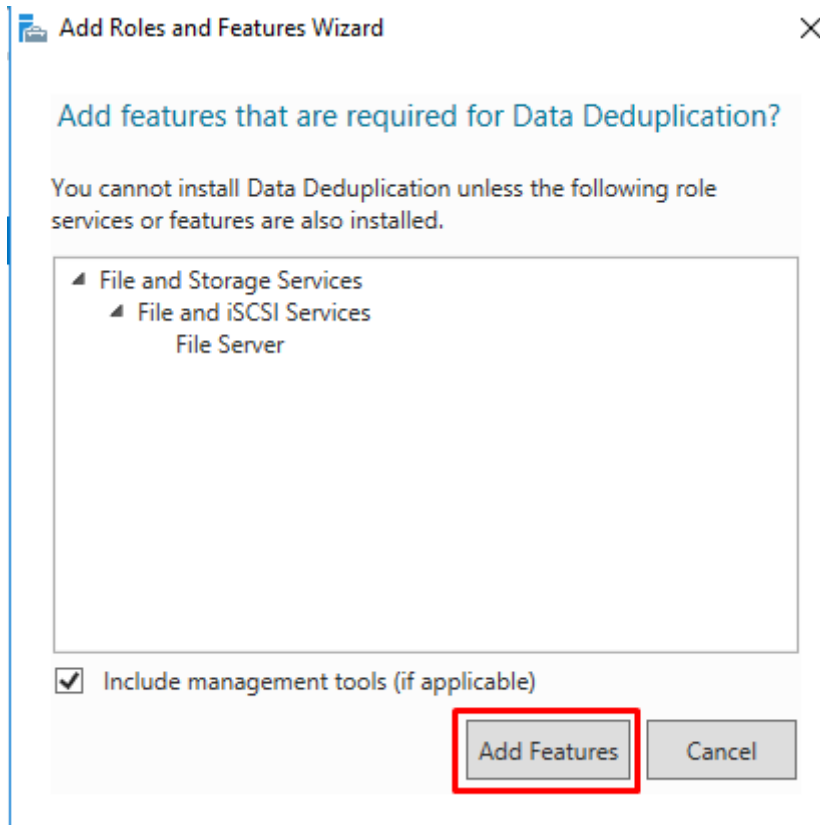 Add Roles and Features Wizard
Add features that are required for Data Deduplication?
You cannot install Data Deduplication unless the following role
services or features are also installed.
File and Storage Services
File and iSCSI Services
File Server
Include management tools (if applicable)
Add Features
Cancel